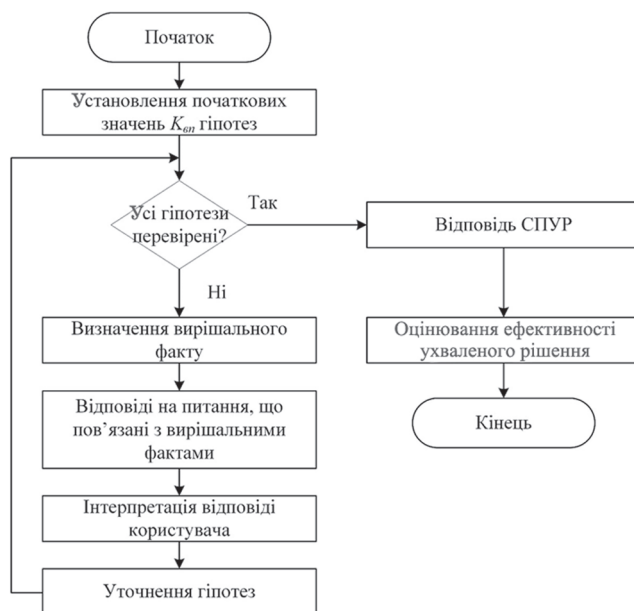 Початок
Установлення початкових
значень Kвп гіпотез
Усі гіпотези
перевірені?
Так
Ні
Визначення вирішального
факту
Відповіді на питання, що
пов’язані з вирішальними
фактами
Інтерпретація відповіді
користувача
Уточнення гіпотез
Відповідь СПУР
Оцінювання ефективності
ухваленого рішення
Кінець